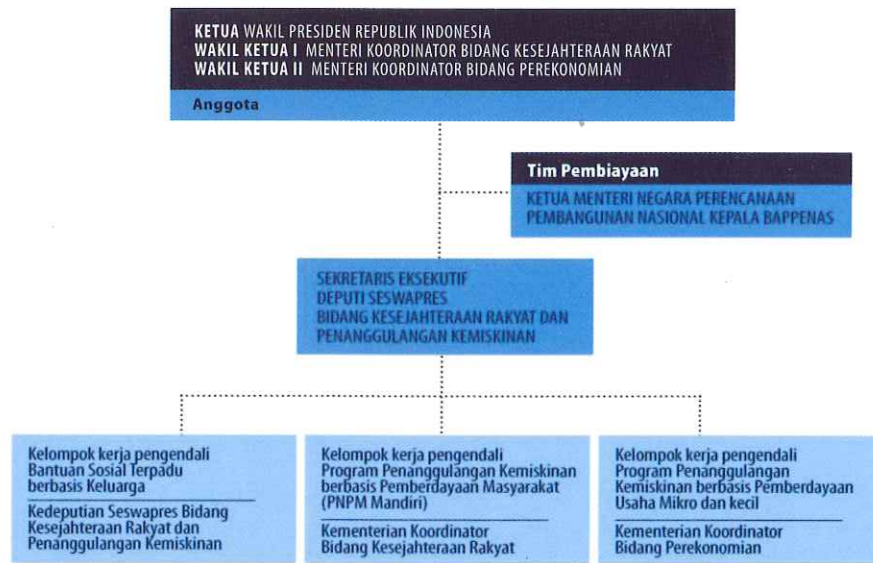 KETUA WAKIL PRESIDEN REPUBLIK INDONESIA
WAKIL KETUA I MENTERI KOORDINATOR BIDANG KESEJAHTERAAN RAKYAT
WAKIL KETUA II MENTERI KOORDINATOR BIDANG PEREKONOMIAN
Anggota
Tim Pembiayaan
KETUA MENTERI NEGARA PERENCANAAN
PEMBANGUNAN NASIONAL KEPALA BAPPENAS
SEKRETARIS EKSEKUTIF
DEPUTI SESWAPRES
BIDANG KESEJAHTERAAN RAKYAT DAN
PENANGGULANGAN KEMISKINAN
Kelompok kerja pengendali
Bantuan Sosial Terpadu
berbasis Keluarga
Kedeputian Seswapres Bidang
Kesejahteraan Rakyat dan
Penanggulangan Kemiskinan
Kelompok kerja pengendali
Program Penanggulangan Kemiskinan
berbasis Pemberdayaan Masyarakat
(PNPM Mandiri)
Kementerian Koordinator
Bidang Kesejahteraan Rakyat
Kelompok kerja pengendali
Program Penanggulangan
Kemiskinan berbasis Pemberdayaan
Usaha Mikro dan kecil
Kementerian Koordinator
Bidang Perekonomian